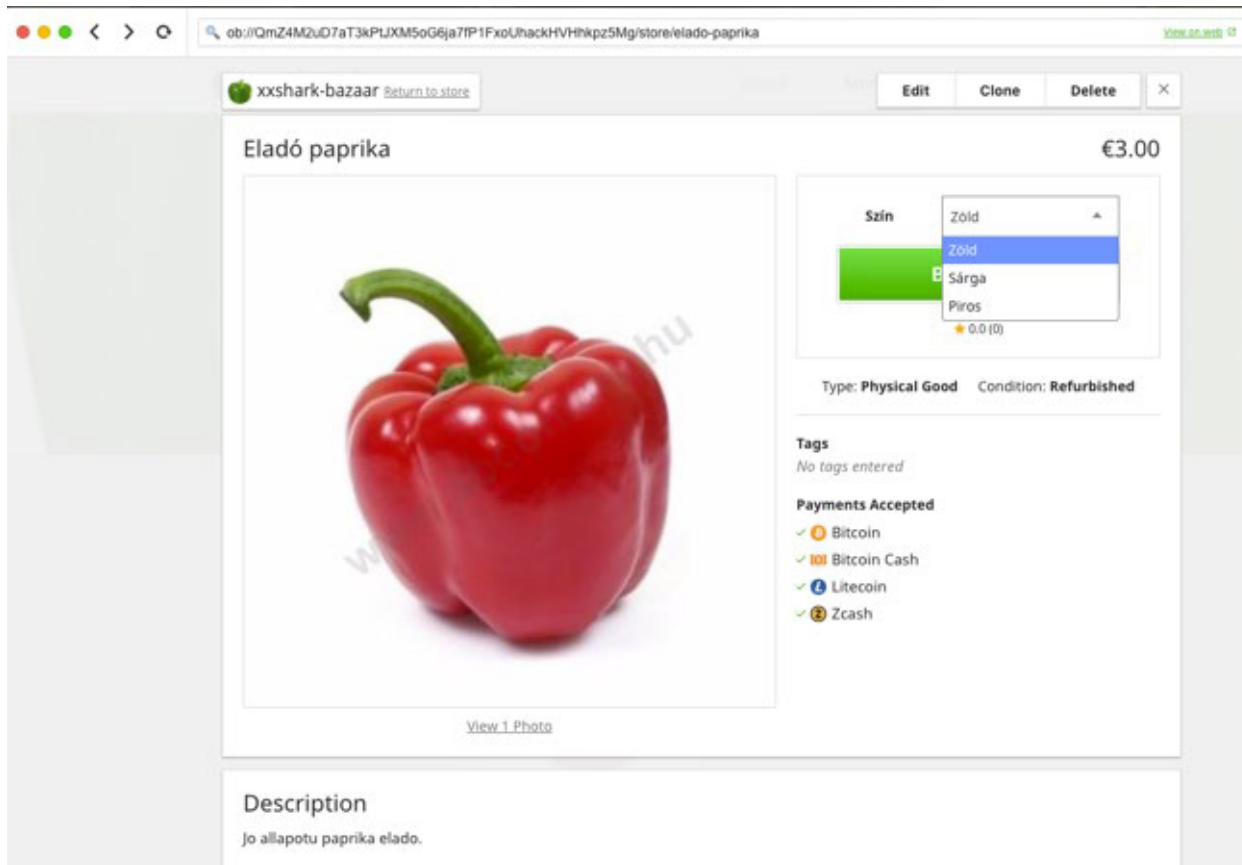 ob://QmZ4M2uD7aT3kPtJXM5oG6ja7fP1FxoUhackHVHhkpz5Mg/store/elado-paprika View on web
xxshark-bazaar Return to store Edit Clone Delete
Eladó paprika €3.00
Szín Zöld
Zöld
Sárga
Piros
0.0 (0)
Type: Physical Good Condition: Refurbished
Tags
No tags entered
Payments Accepted
Bitcoin
Bitcoin Cash
Litecoin
Zcash
View 1 Photo
Description
Jo allapotu paprika elado.